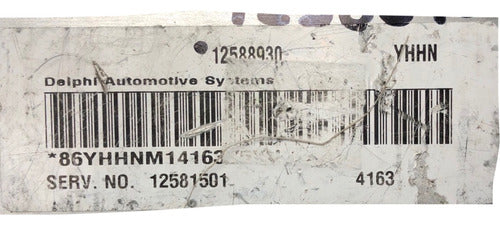 12588930 YHHN
Delphi Automotive Systems
*86YHHNM14163
SERV. NO. 12581501 4163